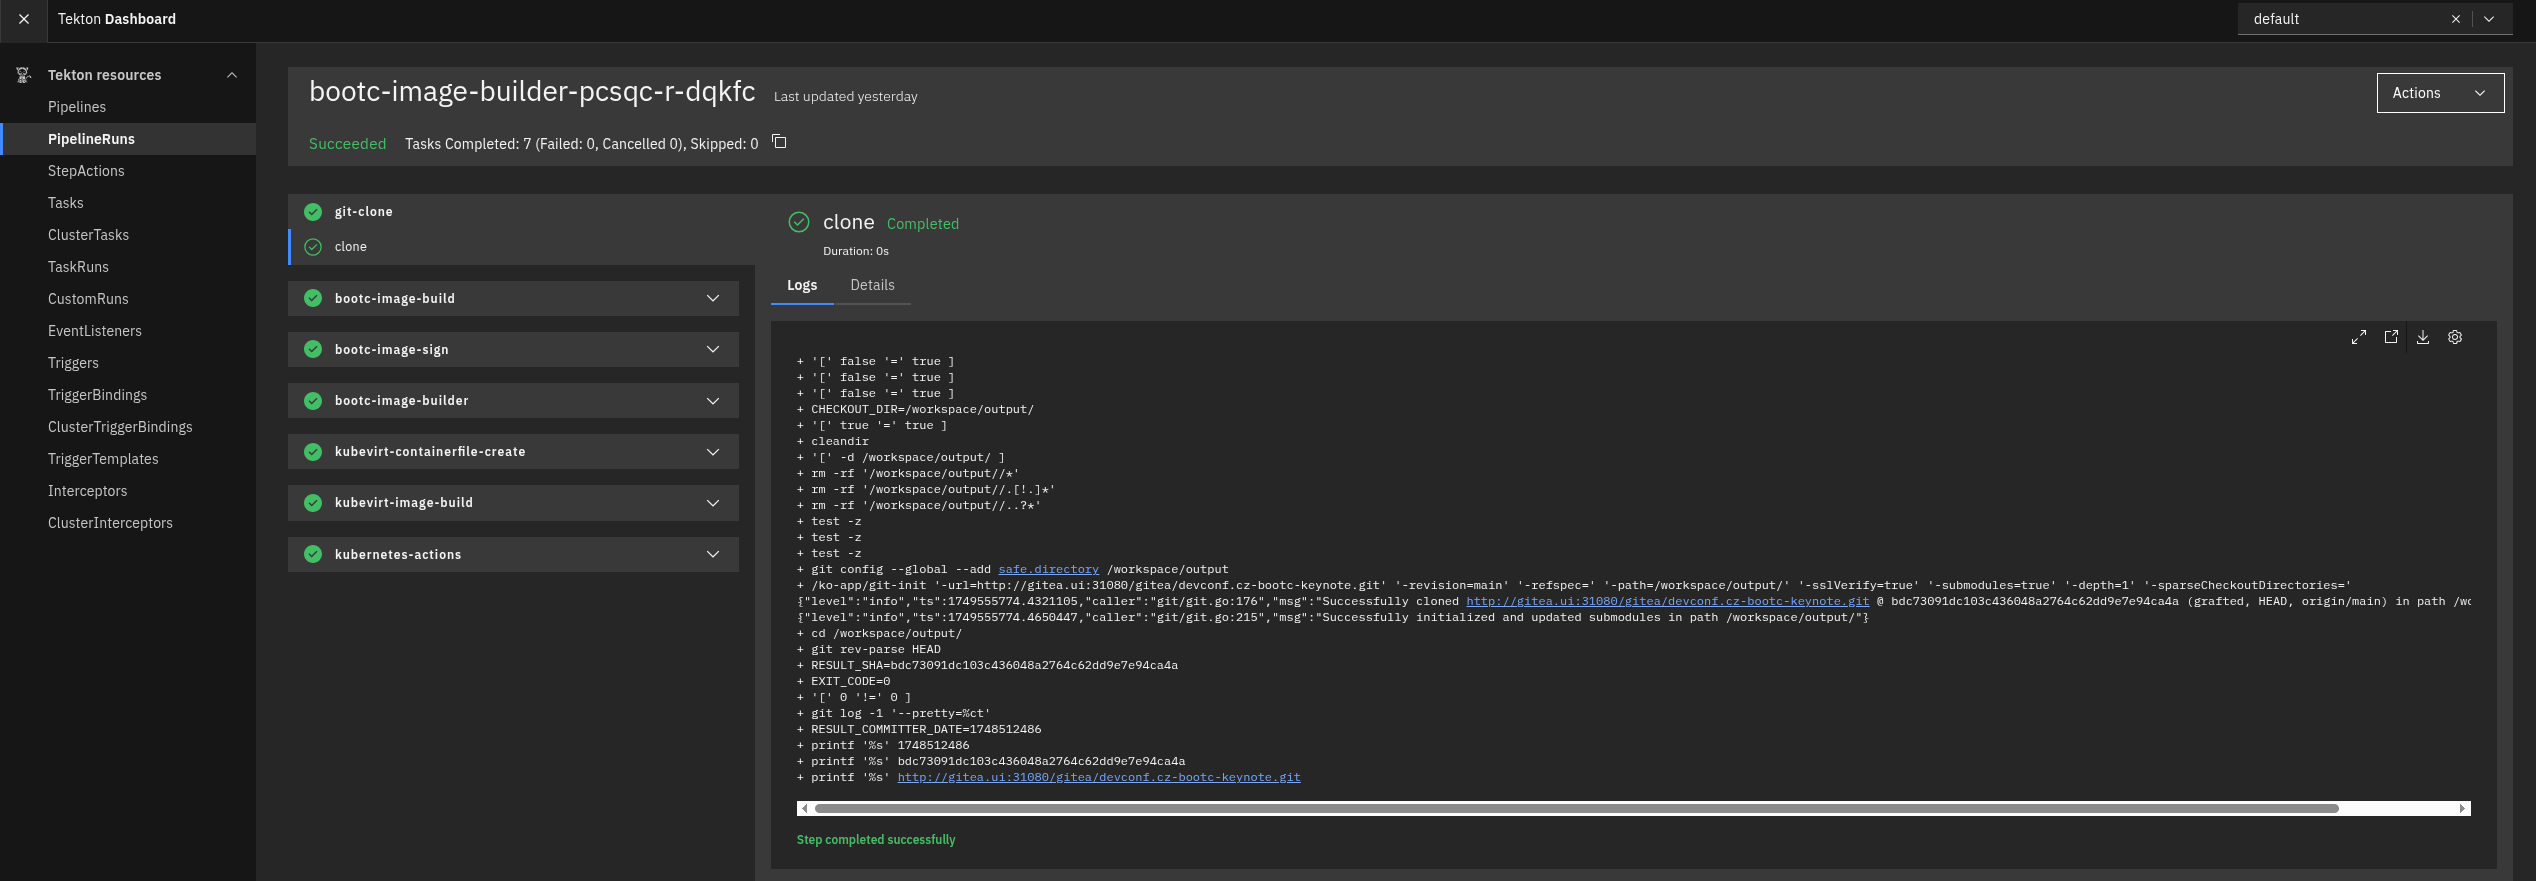 Tekton Dashboard
default
Tekton resources
Pipelines
PipelineRuns
StepActions
Tasks
ClusterTasks
TaskRuns
CustomRuns
EventListeners
Triggers
TriggerBindings
ClusterTriggerBindings
TriggerTemplates
Interceptors
ClusterInterceptors
bootc-image-builder-pcsqc-r-dqkfc Last updated yesterday
Actions
Succeeded Tasks Completed: 7 (Failed: 0, Cancelled 0), Skipped: 0
git-clone
clone
bootc-image-build
bootc-image-sign
bootc-image-builder
kubevirt-containerfile-create
kubevirt-image-build
kubernetes-actions
clone Completed
Duration: 0s
Logs Details
+ '[' false '=' true ]
+ '[' false '=' true ]
+ '[' false '=' true ]
+ CHECKOUT_DIR=/workspace/output/
+ '[' true '=' true ]
+ cleandir
+ '[' -d /workspace/output/ ]
+ rm -rf '/workspace/output//*'
+ rm -rf '/workspace/output//.[!.]*'
+ rm -rf '/workspace/output//..?*'
+ test -z
+ test -z
+ test -z
+ git config --global --add safe.directory /workspace/output
+ /ko-app/git-init '-url=http://gitea.ui:31080/gitea/devconf.cz-bootc-keynote.git' '-revision=main' '-refspec=' '-path=/workspace/output/' '-sslVerify=true' '-submodules=true' '-depth=1' '-sparseCheckoutDirectories='
{"level":"info","ts":1749555774.4321105,"caller":"git/git.go:176","msg":"Successfully cloned http://gitea.ui:31080/gitea/devconf.cz-bootc-keynote.git @ bdc73091dc103c436048a2764c62dd9e7e94ca4a (grafted, HEAD, origin/main) in path /wo
{"level":"info","ts":1749555774.4650447,"caller":"git/git.go:215","msg":"Successfully initialized and updated submodules in path /workspace/output/"}
+ cd /workspace/output/
+ git rev-parse HEAD
+ RESULT_SHA=bdc73091dc103c436048a2764c62dd9e7e94ca4a
+ EXIT_CODE=0
+ '[' 0 '!=' 0 ]
+ git log -1 '--pretty=%ct'
+ RESULT_COMMITTER_DATE=1748512486
+ printf '%s' 1748512486
+ printf '%s' bdc73091dc103c436048a2764c62dd9e7e94ca4a
+ printf '%s' http://gitea.ui:31080/gitea/devconf.cz-bootc-keynote.git
Step completed successfully